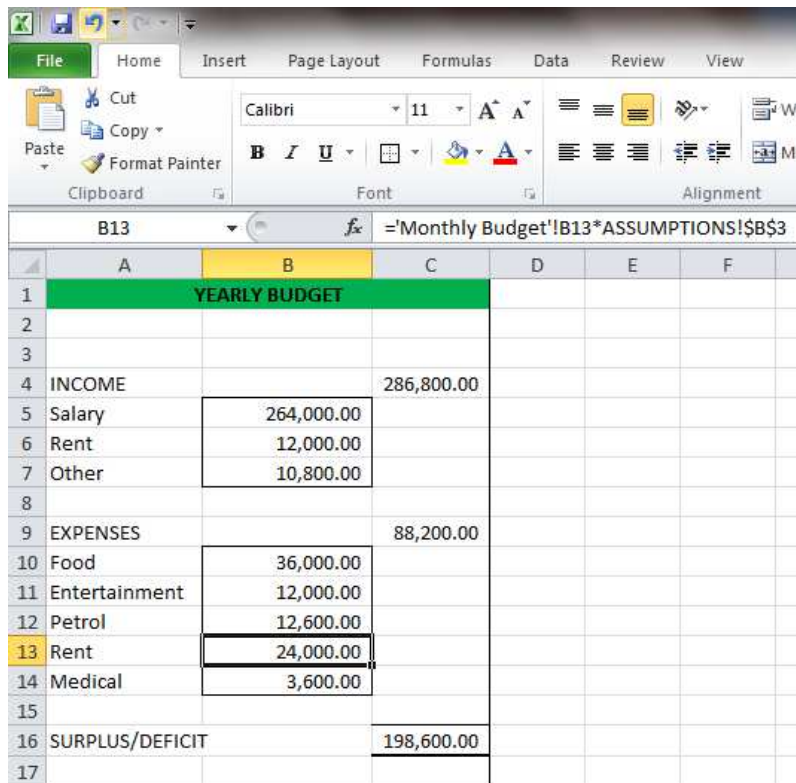 File Home Insert Page Layout Formulas Data Review View
Cut
Copy
Format Painter
Paste
Calibri 11 A A
B I U A
W
M
Clipboard Font Alignment
B13 fx ='Monthly Budget'!B13*ASSUMPTIONS!$B$3
A B C D E F
1 YEARLY BUDGET
2
3
4 INCOME 286,800.00
5 Salary 264,000.00
6 Rent 12,000.00
7 Other 10,800.00
8
9 EXPENSES 88,200.00
10 Food 36,000.00
11 Entertainment 12,000.00
12 Petrol 12,600.00
13 Rent 24,000.00
14 Medical 3,600.00
15
16 SURPLUS/DEFICIT 198,600.00
17